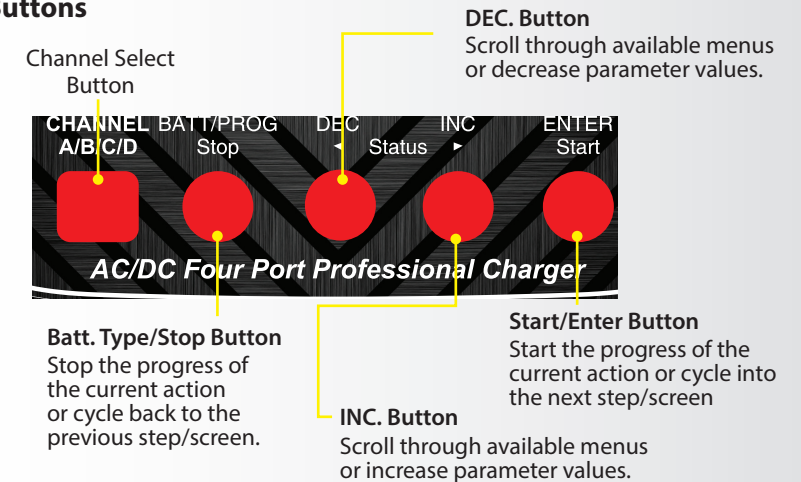 Buttons
DEC. Button
Scroll through available menus
or decrease parameter values.
Channel Select
Button
CHANNEL BATT/PROG DEC INC ENTER
A/B/C/D Stop ◄ Status ► Start
AC/DC Four Port Professional Charger
Batt. Type/Stop Button
Stop the progress of
the current action
or cycle back to the
previous step/screen.
INC. Button
Scroll through available menus
or increase parameter values.
Start/Enter Button
Start the progress of the
current action or cycle into
the next step/screen